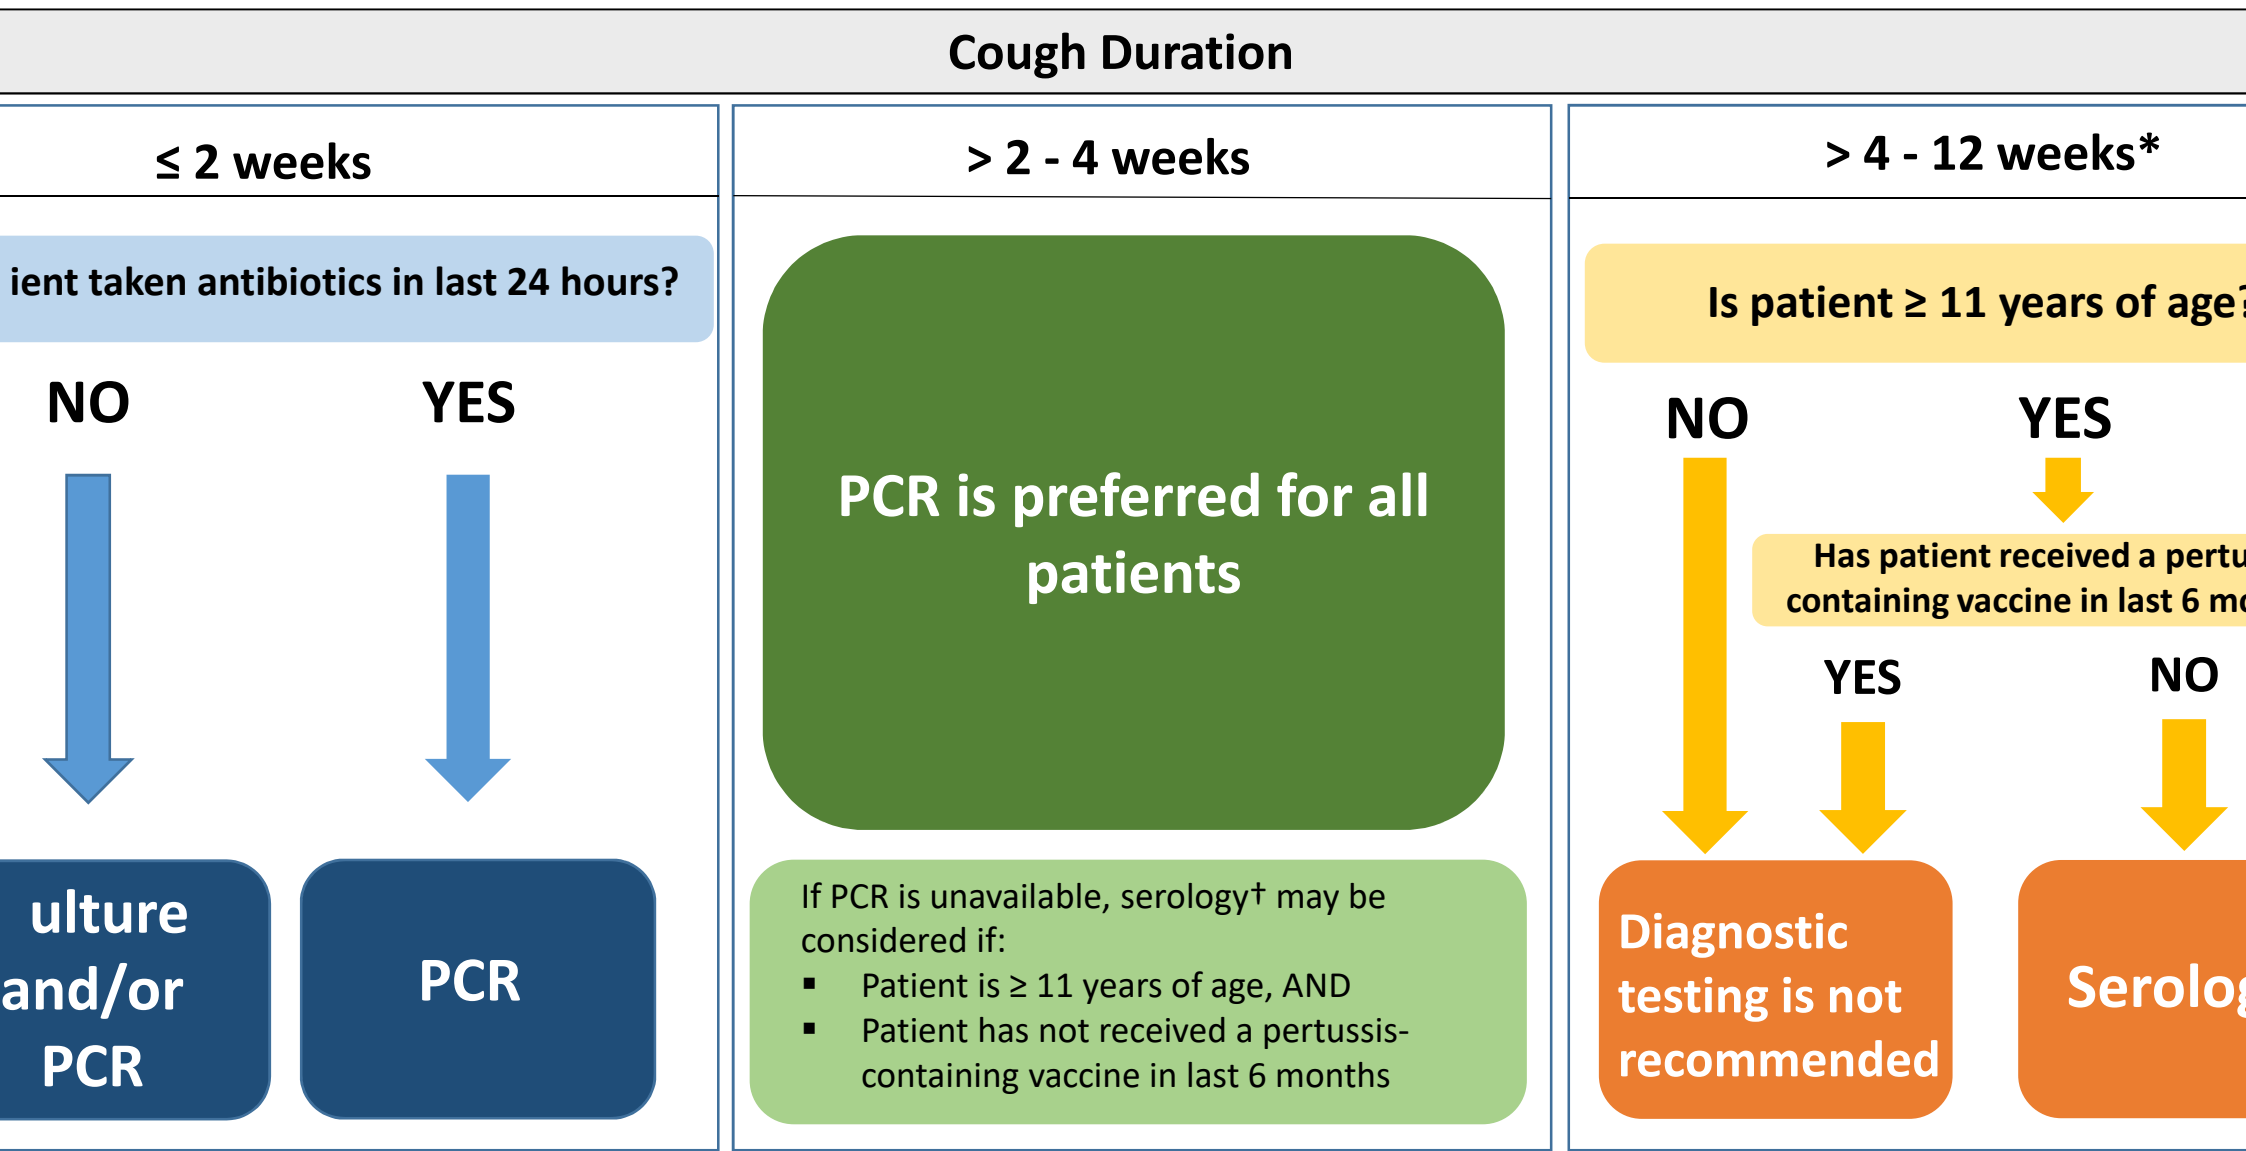 Cough Duration
≤ 2 weeks
ient taken antibiotics in last 24 hours?
NO
YES
ulture
and/or
PCR
PCR
> 2 - 4 weeks
PCR is preferred for all
patients
If PCR is unavailable, serology† may be
considered if:
▪ Patient is ≥ 11 years of age, AND
▪ Patient has not received a pertussis-
containing vaccine in last 6 months
> 4 - 12 weeks*
Is patient ≥ 11 years of age?
NO
YES
Has patient received a pertu
containing vaccine in last 6 mo
YES
NO
Diagnostic
testing is not
recommended
Serolog